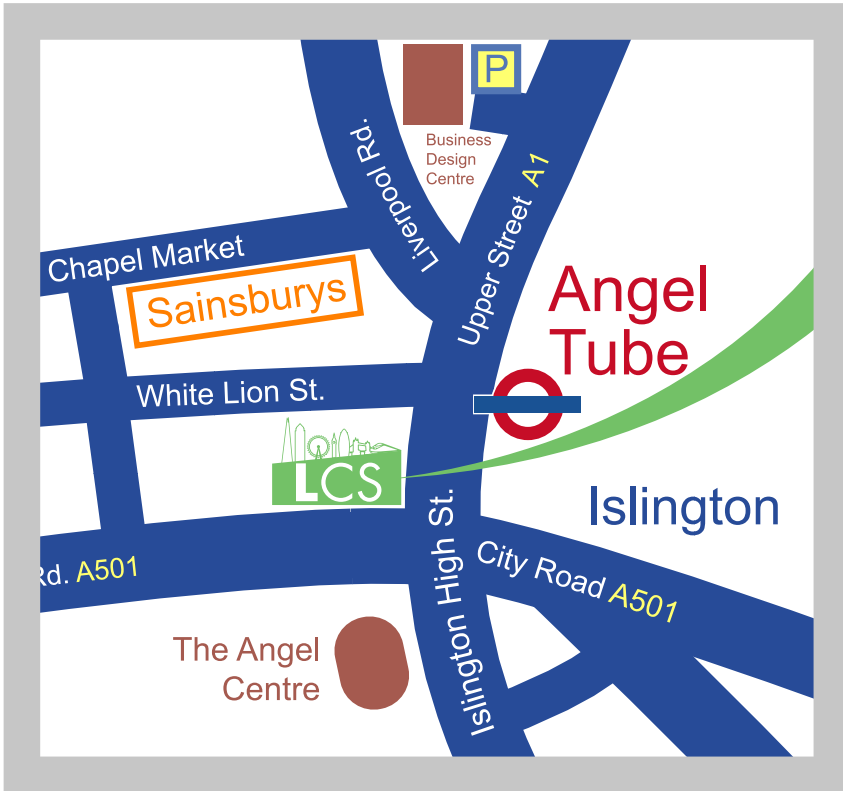 P
Business
Design
Centre
Liverpool Rd.
Upper Street A1
Chapel Market
Sainsburys
Angel
Tube
White Lion St.
LCS
Islington
Islington High St.
City Road A501
Rd. A501
The Angel
Centre